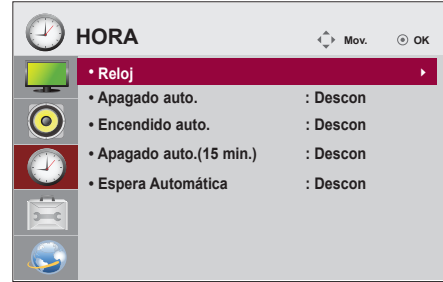 HORA
Mov.
OK
• Reloj
• Apagado auto. : Descon
• Encendido auto. : Descon
• Apagado auto.(15 min.) : Descon
• Espera Automática : Descon